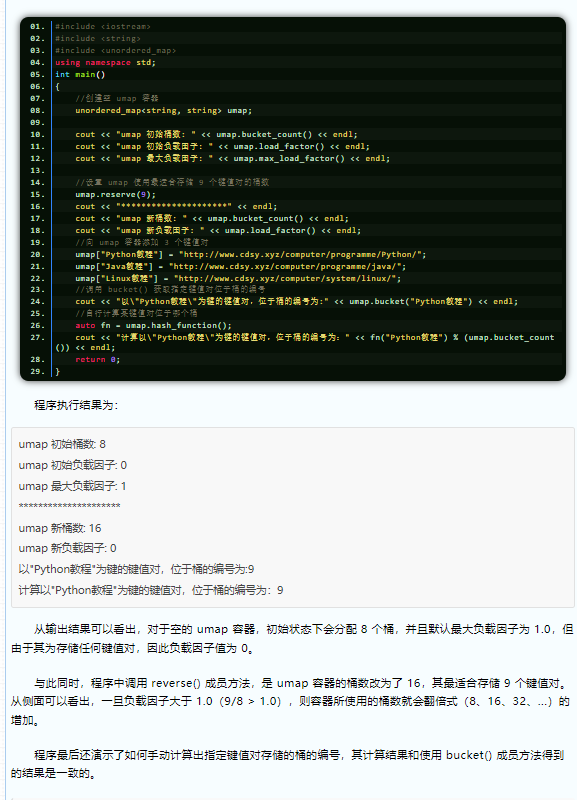 01. #include <iostream>
02. #include <string>
03. #include <unordered_map>
04. using namespace std;
05. int main()
06. {
07. //创建空 umap 容器
08. unordered_map<string, string> umap;
09.
10. cout << "umap 初始桶数: " << umap.bucket_count() << endl;
11. cout << "umap 初始负载因子: " << umap.load_factor() << endl;
12. cout << "umap 最大负载因子: " << umap.max_load_factor() << endl;
13.
14. //设置 umap 使用最适合存储 9 个键值对的桶数
15. umap.reserve(9);
16. cout << "*********************" << endl;
17. cout << "umap 新桶数: " << umap.bucket_count() << endl;
18. cout << "umap 新负载因子: " << umap.load_factor() << endl;
19. //向 umap 容器添加 3 个键值对
20. umap["Python教程"] = "http://www.cdsy.xyz/computer/programme/Python/";
21. umap["Java教程"] = "http://www.cdsy.xyz/computer/programme/java/";
22. umap["Linux教程"] = "http://www.cdsy.xyz/computer/system/linux/";
23. //调用 bucket() 获取指定键值对位于桶的编号
24. cout << "以\"Python教程\"为键的键值对，位于桶的编号为:" << umap.bucket("Python教程") << endl;
25. //自行计算某键值对位于哪个桶
26. auto fn = umap.hash_function();
27. cout << "计算以\"Python教程\"为键的键值对，位于桶的编号为：" << fn("Python教程") % (umap.bucket_count
()) << endl;
28. return 0;
29. }
程序执行结果为：
umap 初始桶数: 8
umap 初始负载因子: 0
umap 最大负载因子: 1
*********************
umap 新桶数: 16
umap 新负载因子: 0
以"Python教程"为键的键值对，位于桶的编号为:9
计算以"Python教程"为键的键值对，位于桶的编号为：9
从输出结果可以看出，对于空的 umap 容器，初始状态下会分配 8 个桶，并且默认最大负载因子为 1.0，但
由于其为存储任何键值对，因此负载因子值为 0。
与此同时，程序中调用 reverse() 成员方法，是 umap 容器的桶数改为了 16，其最适合存储 9 个键值对。
从侧面可以看出，一旦负载因子大于 1.0（9/8 > 1.0），则容器所使用的桶数就会翻倍式（8、16、32、...）的
增加。
程序最后还演示了如何手动计算出指定键值对存储的桶的编号，其计算结果和使用 bucket() 成员方法得到
的结果是一致的。